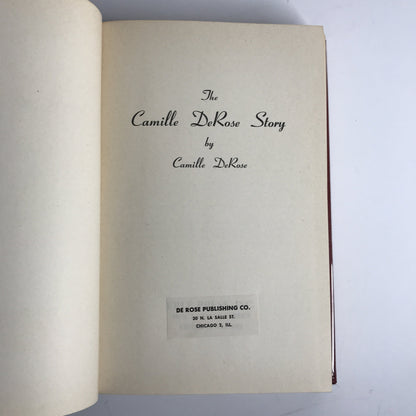 The
Camille DeRose Story
by
Camille DeRose
DE ROSE PUBLISHING CO.
30 N. LA SALLE ST.
CHICAGO 2, ILL.